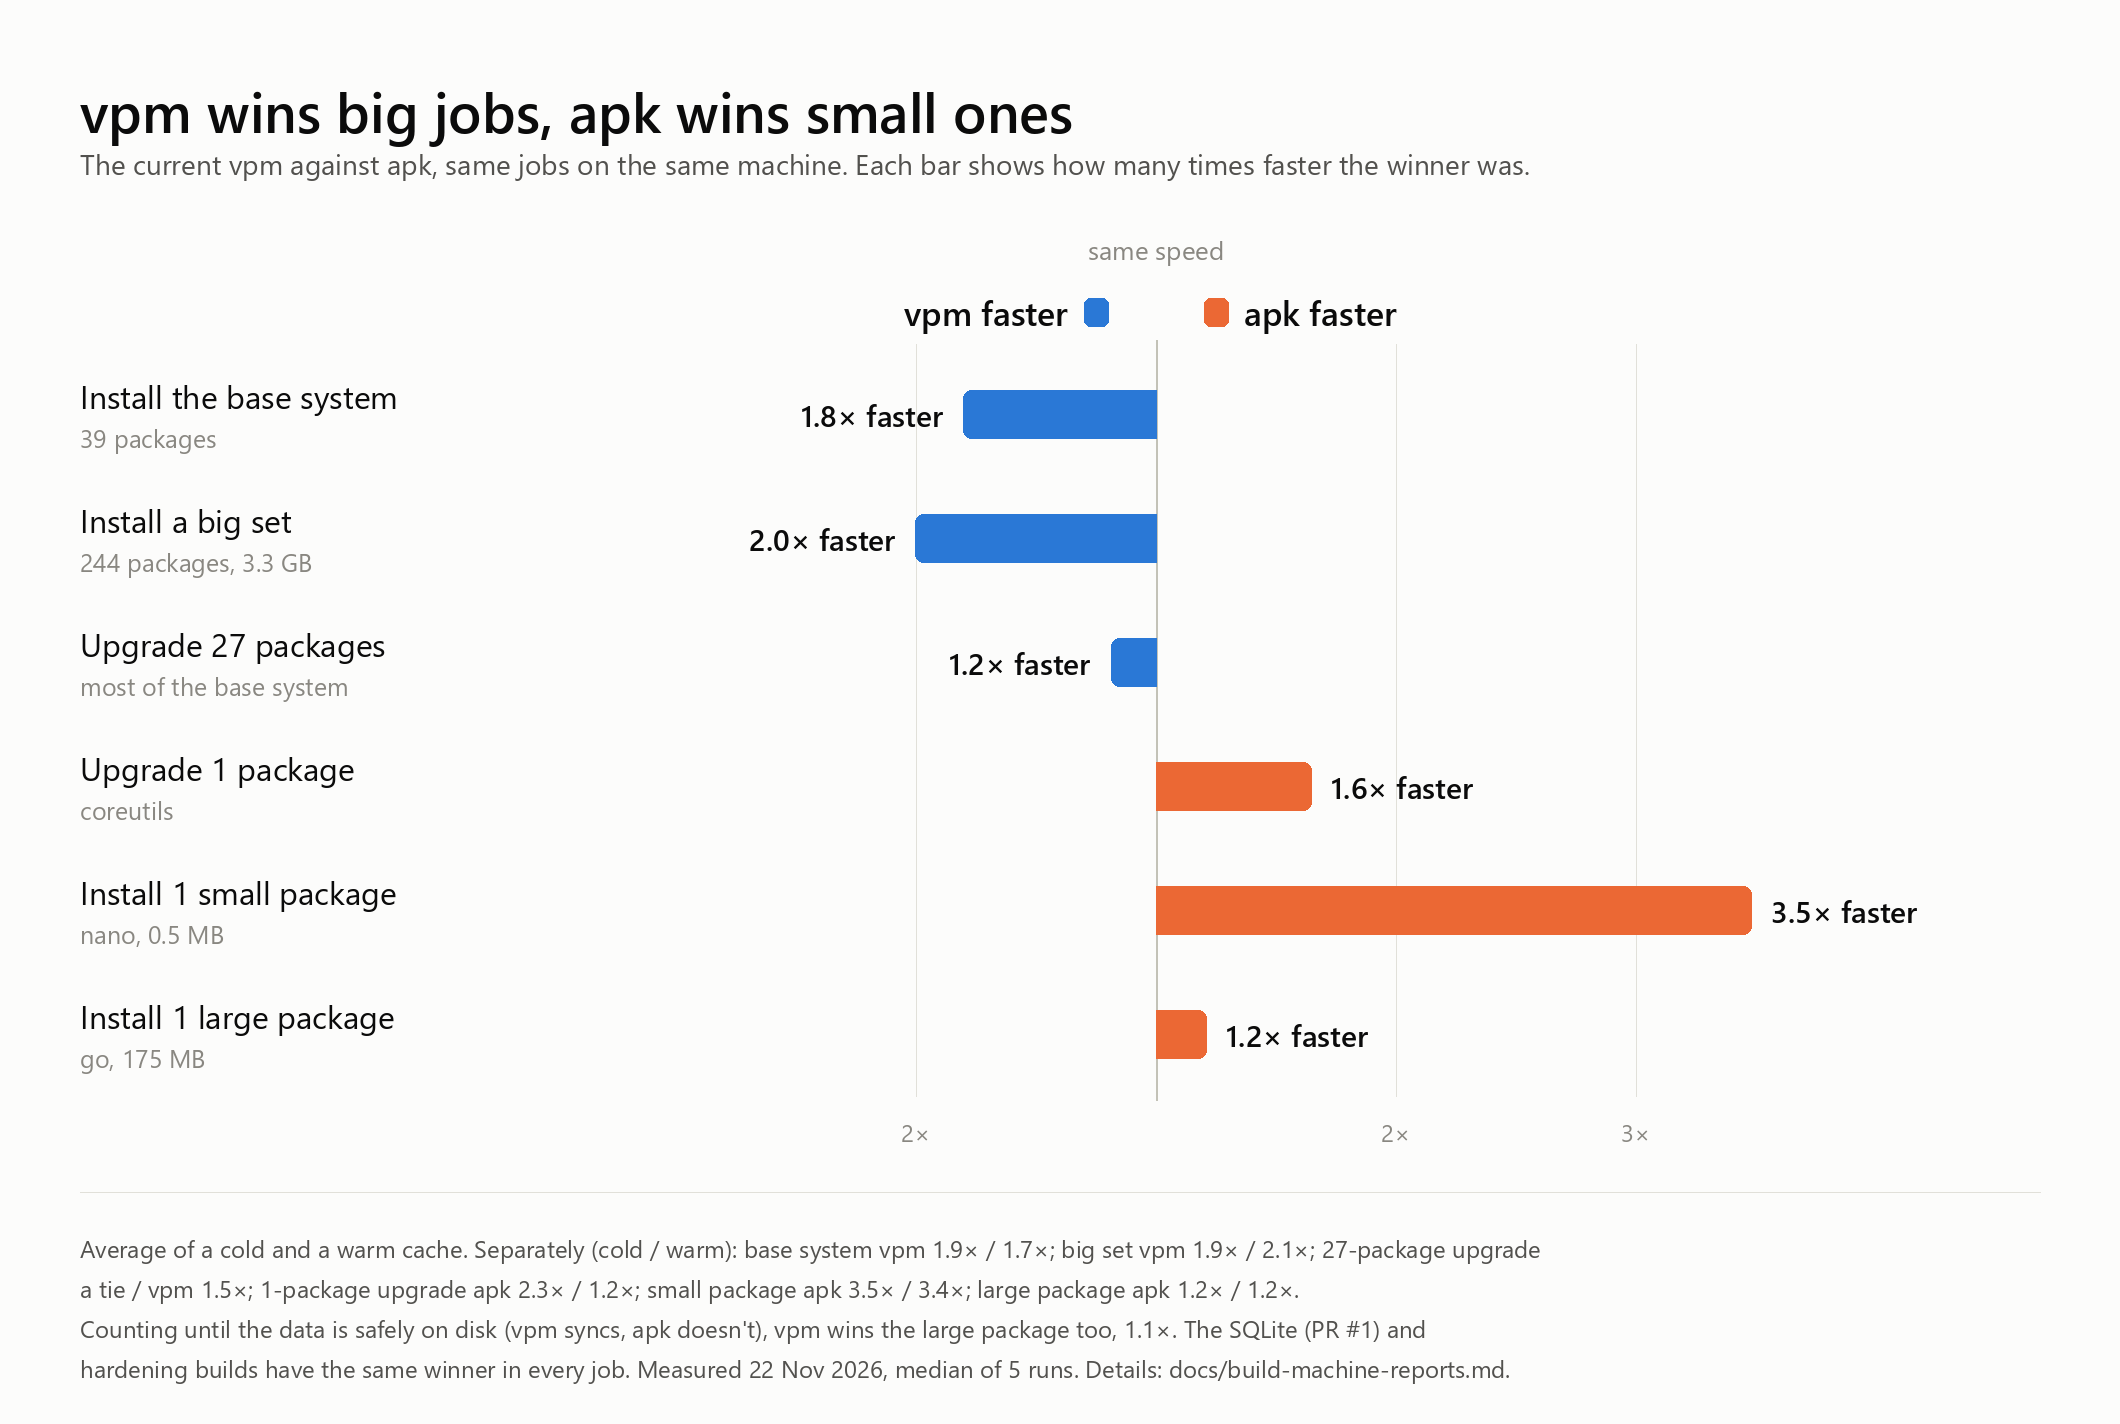 vpm wins big jobs, apk wins small ones
The current vpm against apk, same jobs on the same machine. Each bar shows how many times faster the winner was.
same speed
vpm faster
apk faster
Install the base system
39 packages
1.8× faster
Install a big set
244 packages, 3.3 GB
2.0× faster
Upgrade 27 packages
most of the base system
1.2× faster
Upgrade 1 package
coreutils
1.6× faster
Install 1 small package
nano, 0.5 MB
3.5× faster
Install 1 large package
go, 175 MB
1.2× faster
2×
2×
3×
Average of a cold and a warm cache. Separately (cold / warm): base system vpm 1.9× / 1.7×; big set vpm 1.9× / 2.1×; 27-package upgrade
a tie / vpm 1.5×; 1-package upgrade apk 2.3× / 1.2×; small package apk 3.5× / 3.4×; large package apk 1.2× / 1.2×.
Counting until the data is safely on disk (vpm syncs, apk doesn't), vpm wins the large package too, 1.1×. The SQLite (PR #1) and
hardening builds have the same winner in every job. Measured 22 Nov 2026, median of 5 runs. Details: docs/build-machine-reports.md.